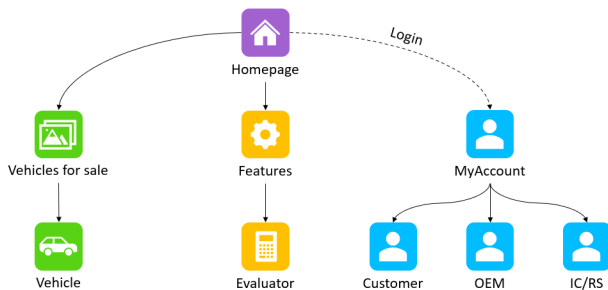 Login
Homepage
Vehicles for sale
Features
MyAccount
Vehicle
Evaluator
Customer
OEM
IC/RS